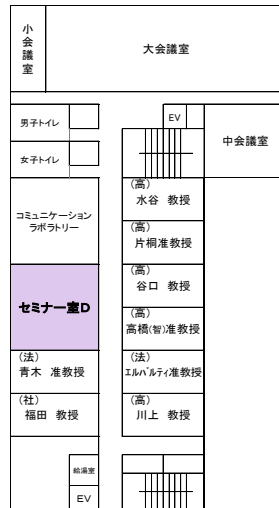 小会議室
大会議室
男子トイレ
EV
中会議室
女子トイレ
(高)
水谷 教授
コミュニケーション
ラボラトリー
(高)
片桐准教授
(高)
谷口 教授
セミナー室D
(高)
高橋(智)准教授
(法)
青木 准教授
(法)
エルバルティ准教授
(社)
福田 教授
(高)
川上 教授
給湯室
EV